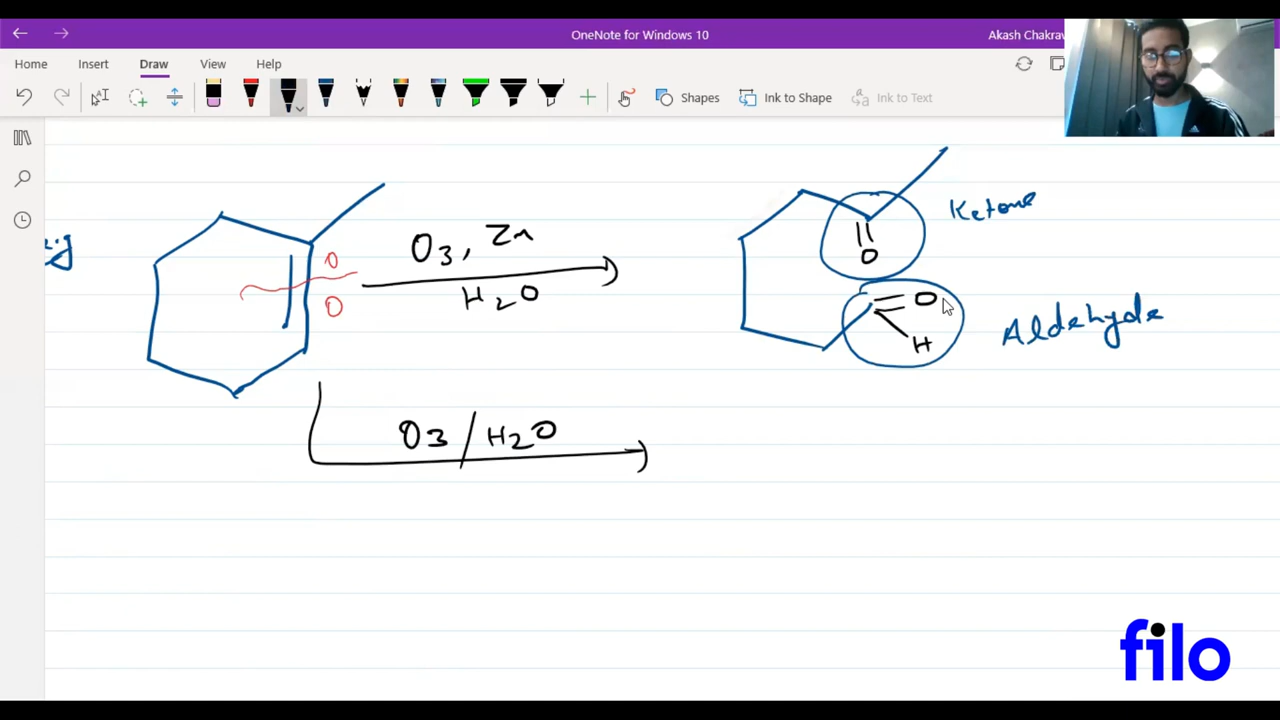 OneNote for Windows 10
Akash Chakrav
Home Insert Draw View Help
Shapes Ink to Shape Ink to Text
O3, Zn
H2O
O
O
Ketone
O
O
H
Aldehyde
O3/H2O
filo